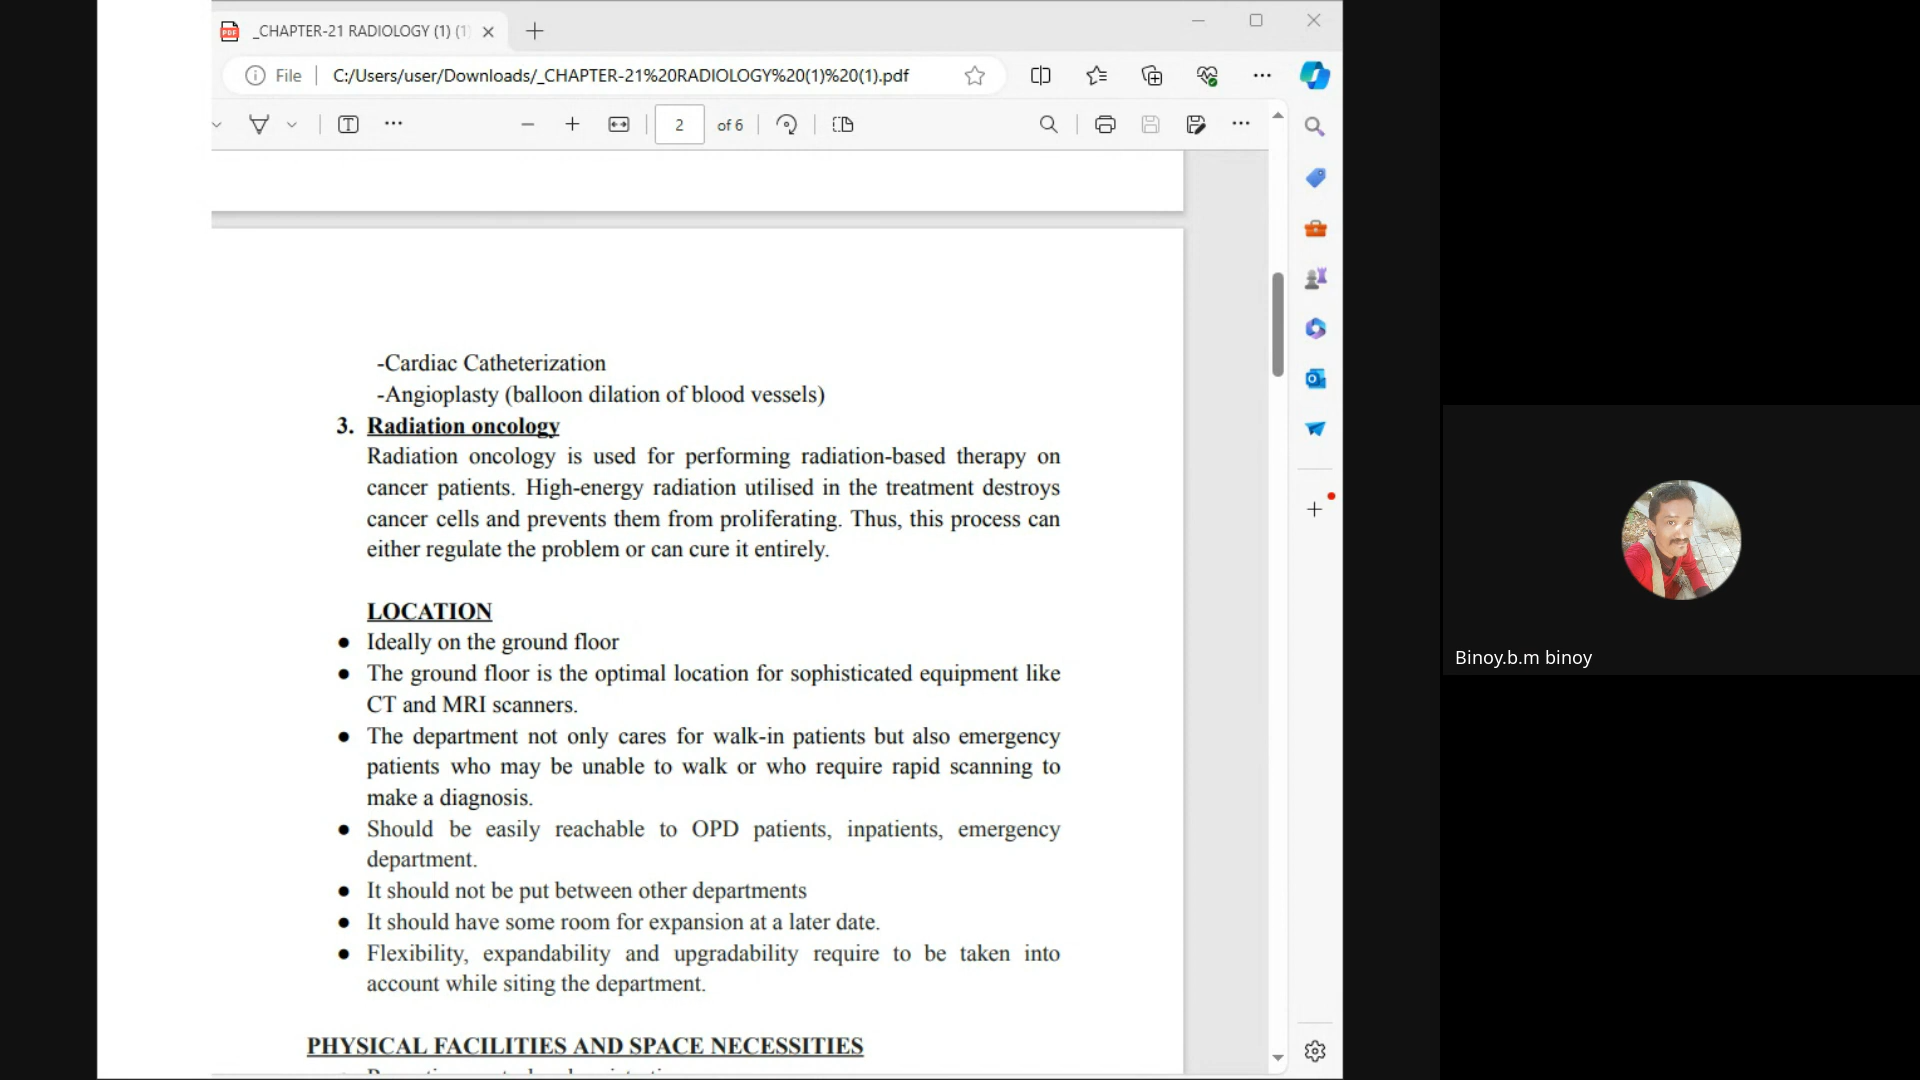 _CHAPTER-21 RADIOLOGY (1) (1)
File
C:/Users/user/Downloads/_CHAPTER-21%20RADIOLOGY%20(1)%20(1).pdf
2 of 6
-Cardiac Catheterization
-Angioplasty (balloon dilation of blood vessels)
3. Radiation oncology
Radiation oncology is used for performing radiation-based therapy on
cancer patients. High-energy radiation utilised in the treatment destroys
cancer cells and prevents them from proliferating. Thus, this process can
either regulate the problem or can cure it entirely.
LOCATION
● Ideally on the ground floor
● The ground floor is the optimal location for sophisticated equipment like
CT and MRI scanners.
● The department not only cares for walk-in patients but also emergency
patients who may be unable to walk or who require rapid scanning to
make a diagnosis.
● Should be easily reachable to OPD patients, inpatients, emergency
department.
● It should not be put between other departments
● It should have some room for expansion at a later date.
● Flexibility, expandability and upgradability require to be taken into
account while siting the department.
PHYSICAL FACILITIES AND SPACE NECESSITIES
Binoy.b.m binoy